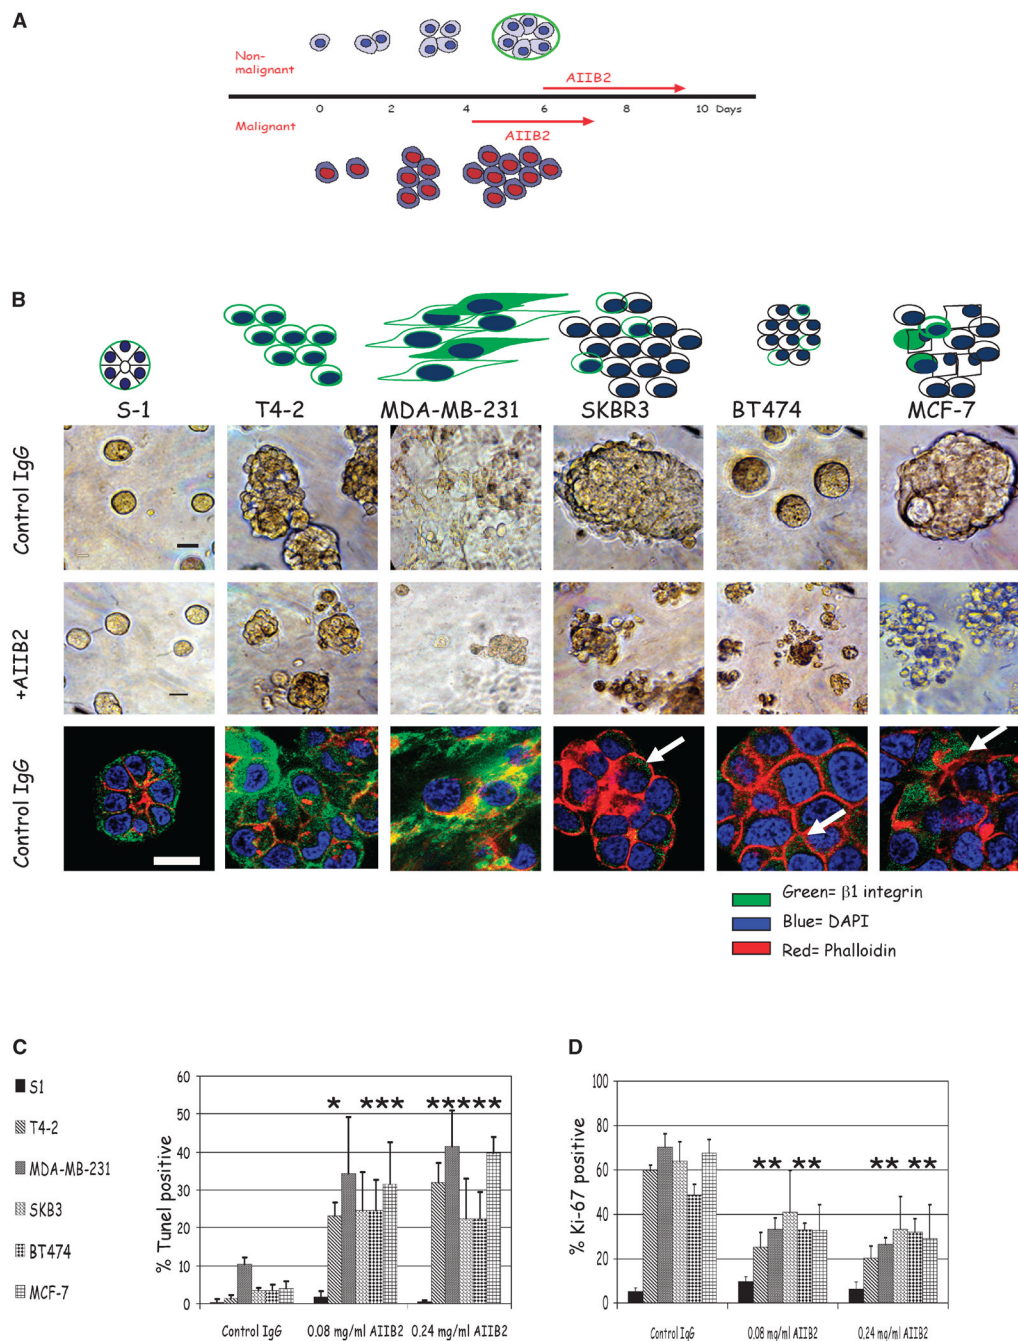 A
Non-
malignant
AIIB2
0 2 4 6 8 10 Days
Malignant
AIIB2
B
S-1 T4-2 MDA-MB-231 SKBR3 BT474 MCF-7
Control IgG
+AIIB2
Control IgG
Green= β1 integrin
Blue= DAPI
Red= Phalloidin
C
S1
T4-2
MDA-MB-231
SKB3
BT474
MCF-7
% Tunel positive
60
50
40
30
20
10
0
* *** ******
Control IgG 0.08 mg/ml AIIB2 0.24 mg/ml AIIB2
D
% Ki-67 positive
100
80
60
40
20
0
** ** ** **
Control IgG 0.08 mg/ml AIIB2 0.24 mg/ml AIIB2